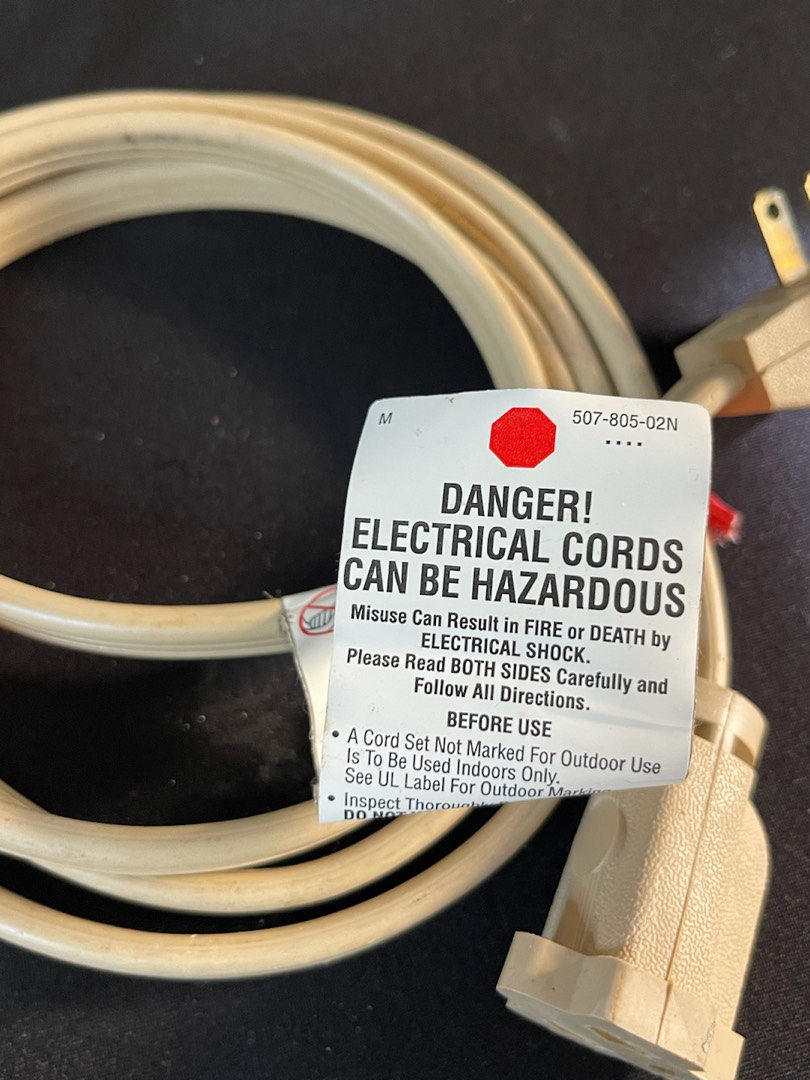 M 507-805-02N
DANGER!
ELECTRICAL CORDS
CAN BE HAZARDOUS
Misuse Can Result in FIRE or DEATH by
ELECTRICAL SHOCK.
Please Read BOTH SIDES Carefully and
Follow All Directions.
BEFORE USE
• A Cord Set Not Marked For Outdoor Use
Is To Be Used Indoors Only.
See UL Label For Outdoor
• Inspect
DO NOT